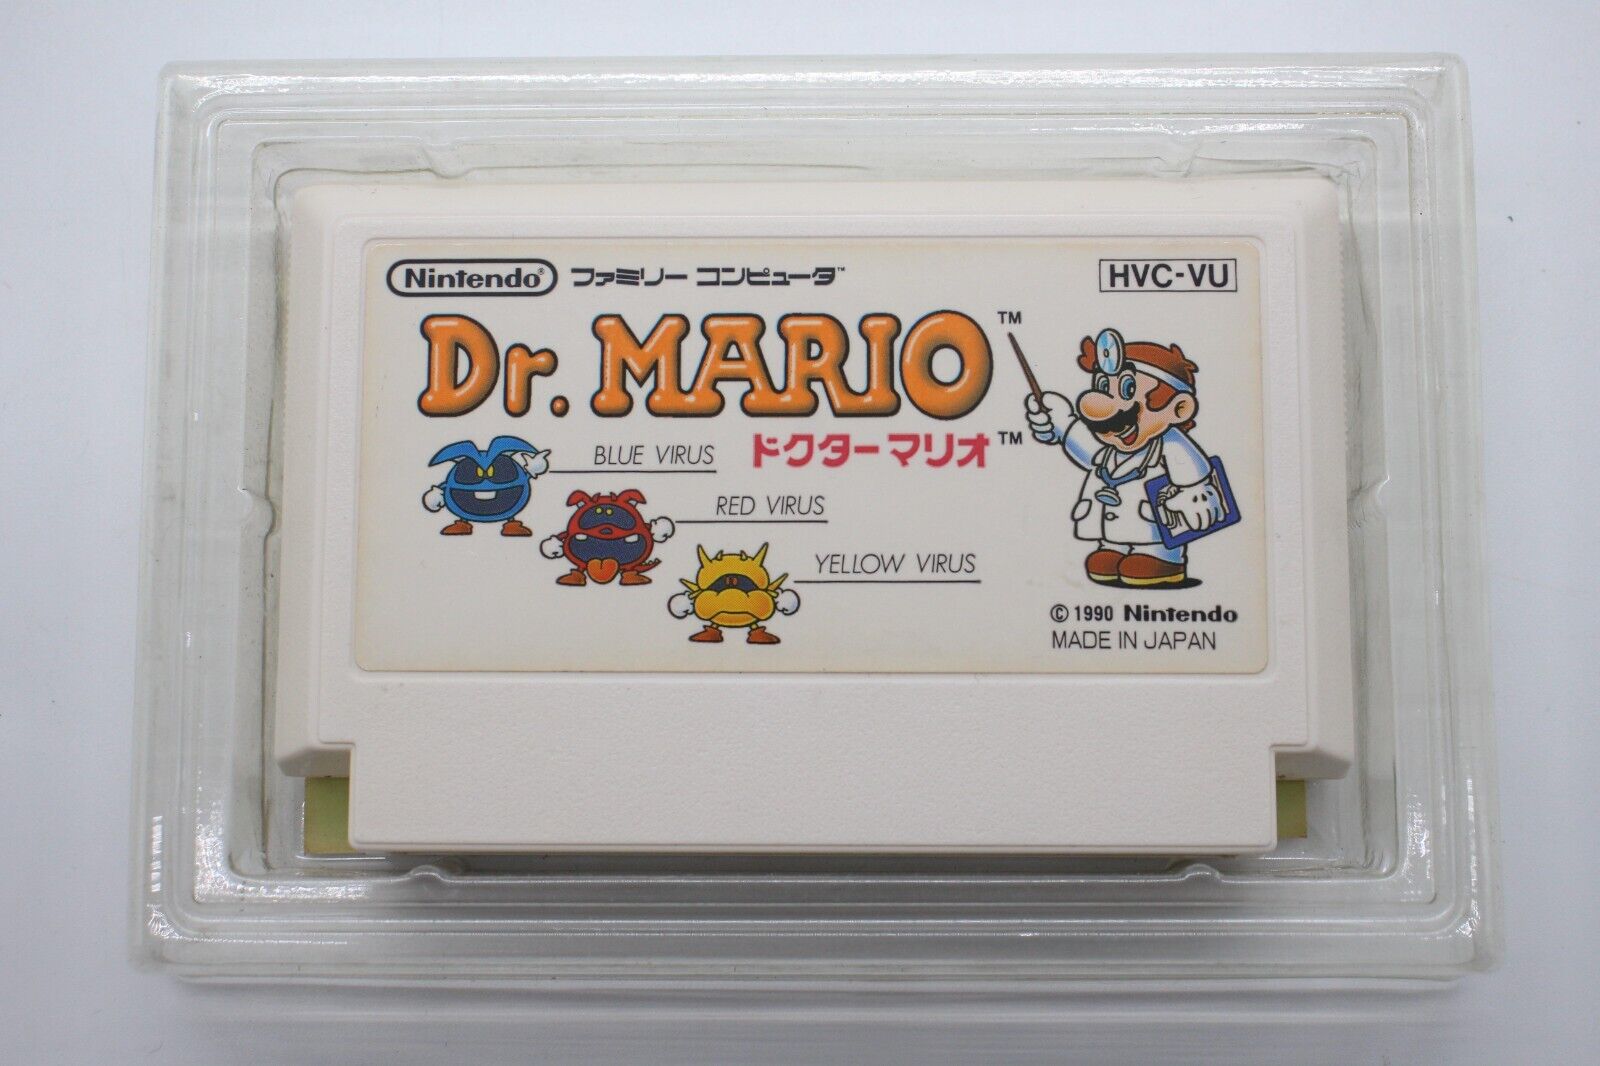 Nintendo® ファミリー コンピュータ™
HVC-VU
Dr. MARIO™
ドクターマリオ™
BLUE VIRUS
RED VIRUS
YELLOW VIRUS
© 1990 Nintendo
MADE IN JAPAN